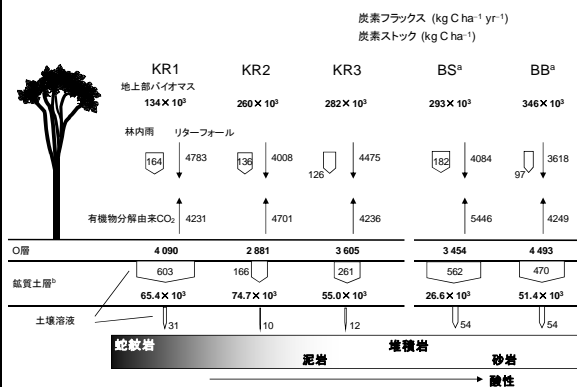 炭素フラックス (kg C ha⁻¹ yr⁻¹)
炭素ストック (kg C ha⁻¹)
KR1 KR2 KR3 BSᵃ BBᵃ
地上部バイオマス
134×10³ 260×10³ 282×10³ 293×10³ 346×10³
林内雨 リターフォール
164 4783 136 4008 126 4475 182 4084 97 3618
有機物分解由来CO₂ 4231 4701 4236 5446 4249
O層 4 090 2 881 3 605 3 454 4 493
603 166 261 562 470
鉱質土層ᵇ
65.4×10³ 74.7×10³ 55.0×10³ 26.6×10³ 51.4×10³
土壌溶液 31 10 12 54 54
蛇紋岩 堆積岩
泥岩 砂岩
酸性